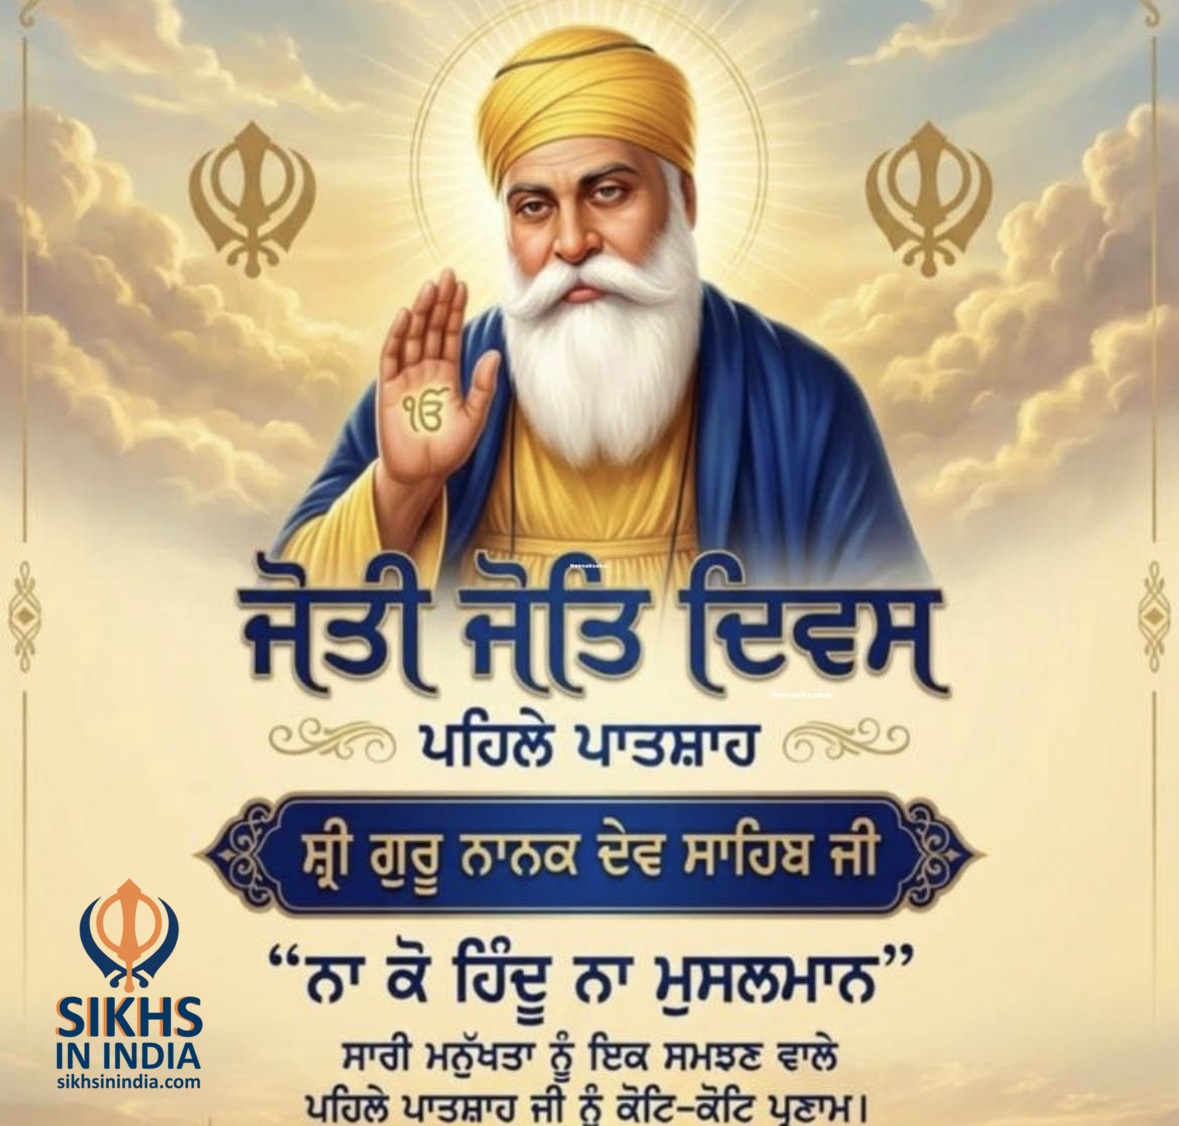 ੴ
ਜੋਤੀ ਜੋਤਿ ਦਿਵਸ
ਪਹਿਲੇ ਪਾਤਸ਼ਾਹ
ਸ਼੍ਰੀ ਗੁਰੂ ਨਾਨਕ ਦੇਵ ਸਾਹਿਬ ਜੀ
“ਨਾ ਕੋ ਹਿੰਦੂ ਨਾ ਮੁਸਲਮਾਨ”
ਸਾਰੀ ਮਨੁੱਖਤਾ ਨੂੰ ਇਕ ਸਮਝਣ ਵਾਲੇ
ਪਹਿਲੇ ਪਾਤਸ਼ਾਹ ਜੀ ਨੂੰ ਕੋਟਿ-ਕੋਟਿ ਪ੍ਰਣਾਮ।
SIKHS
IN INDIA
sikhsinindia.com